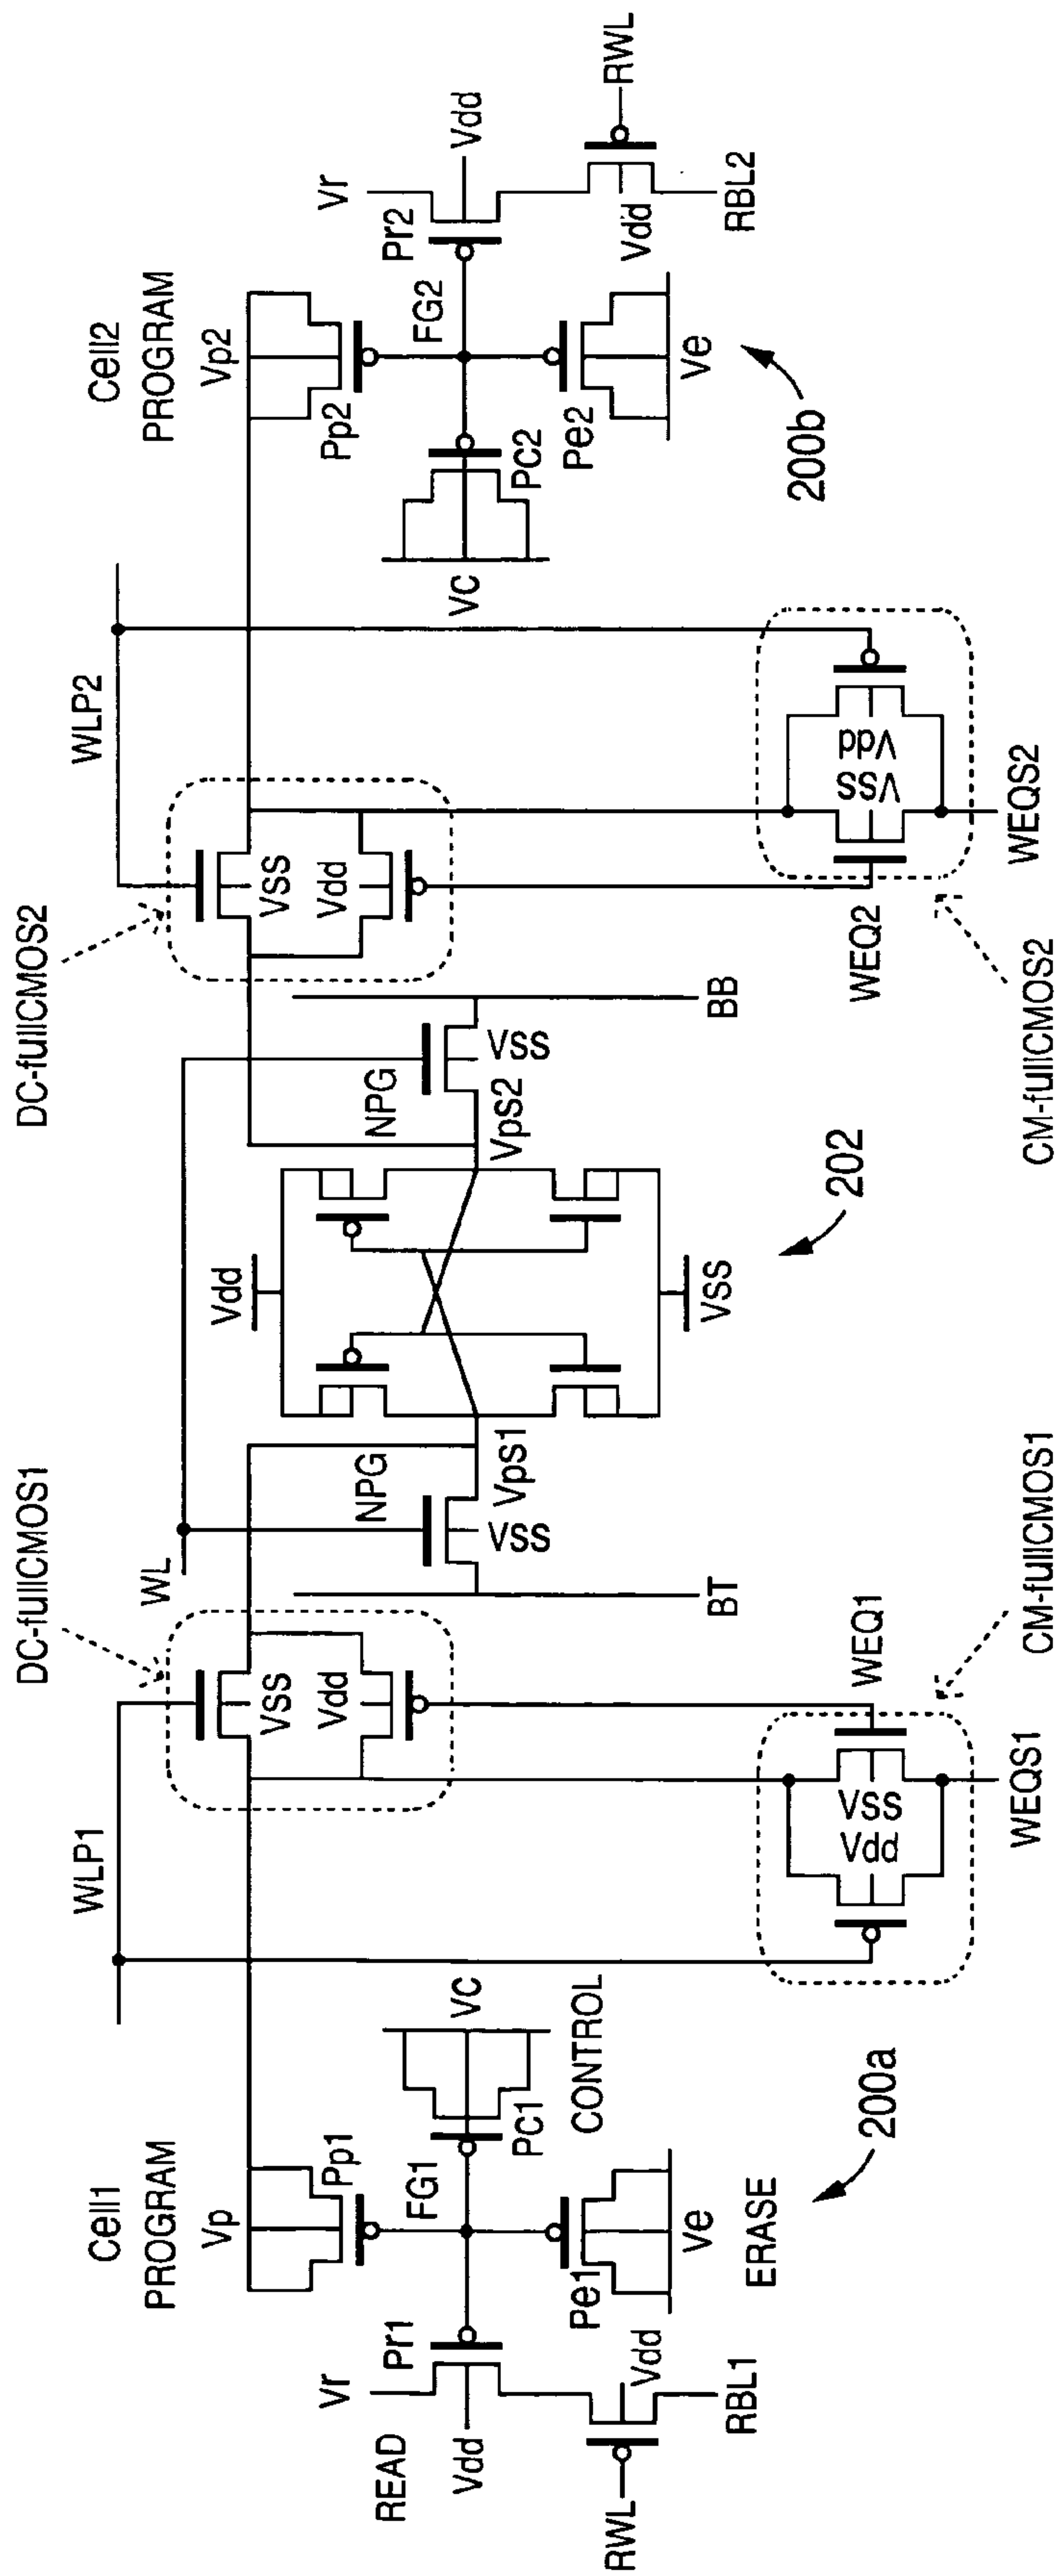 Cell1
PROGRAM
Vp
Pp1
FG1
PC1
VC
CONTROL
Pe1
Ve
ERASE
200a
READ
Vr
Pr1
Vdd
Vdd
RWL
RBL1
WLP1
DC-fullCMOS1
VSS
Vdd
WEQ1
VSS
Vdd
WEQS1
CM-fullCMOS1
WL
NPG
VSS
BT
VpS1
Vdd
VSS
202
NPG
VSS
VpS2
BB
DC-fullCMOS2
VSS
Vdd
WLP2
WEQ2
VSS
Vdd
WEQS2
CM-fullCMOS2
Cell2
PROGRAM
Vp2
Pp2
FG2
PC2
VC
Pe2
Ve
200b
Vr
Pr2
Vdd
Vdd
RWL
RBL2